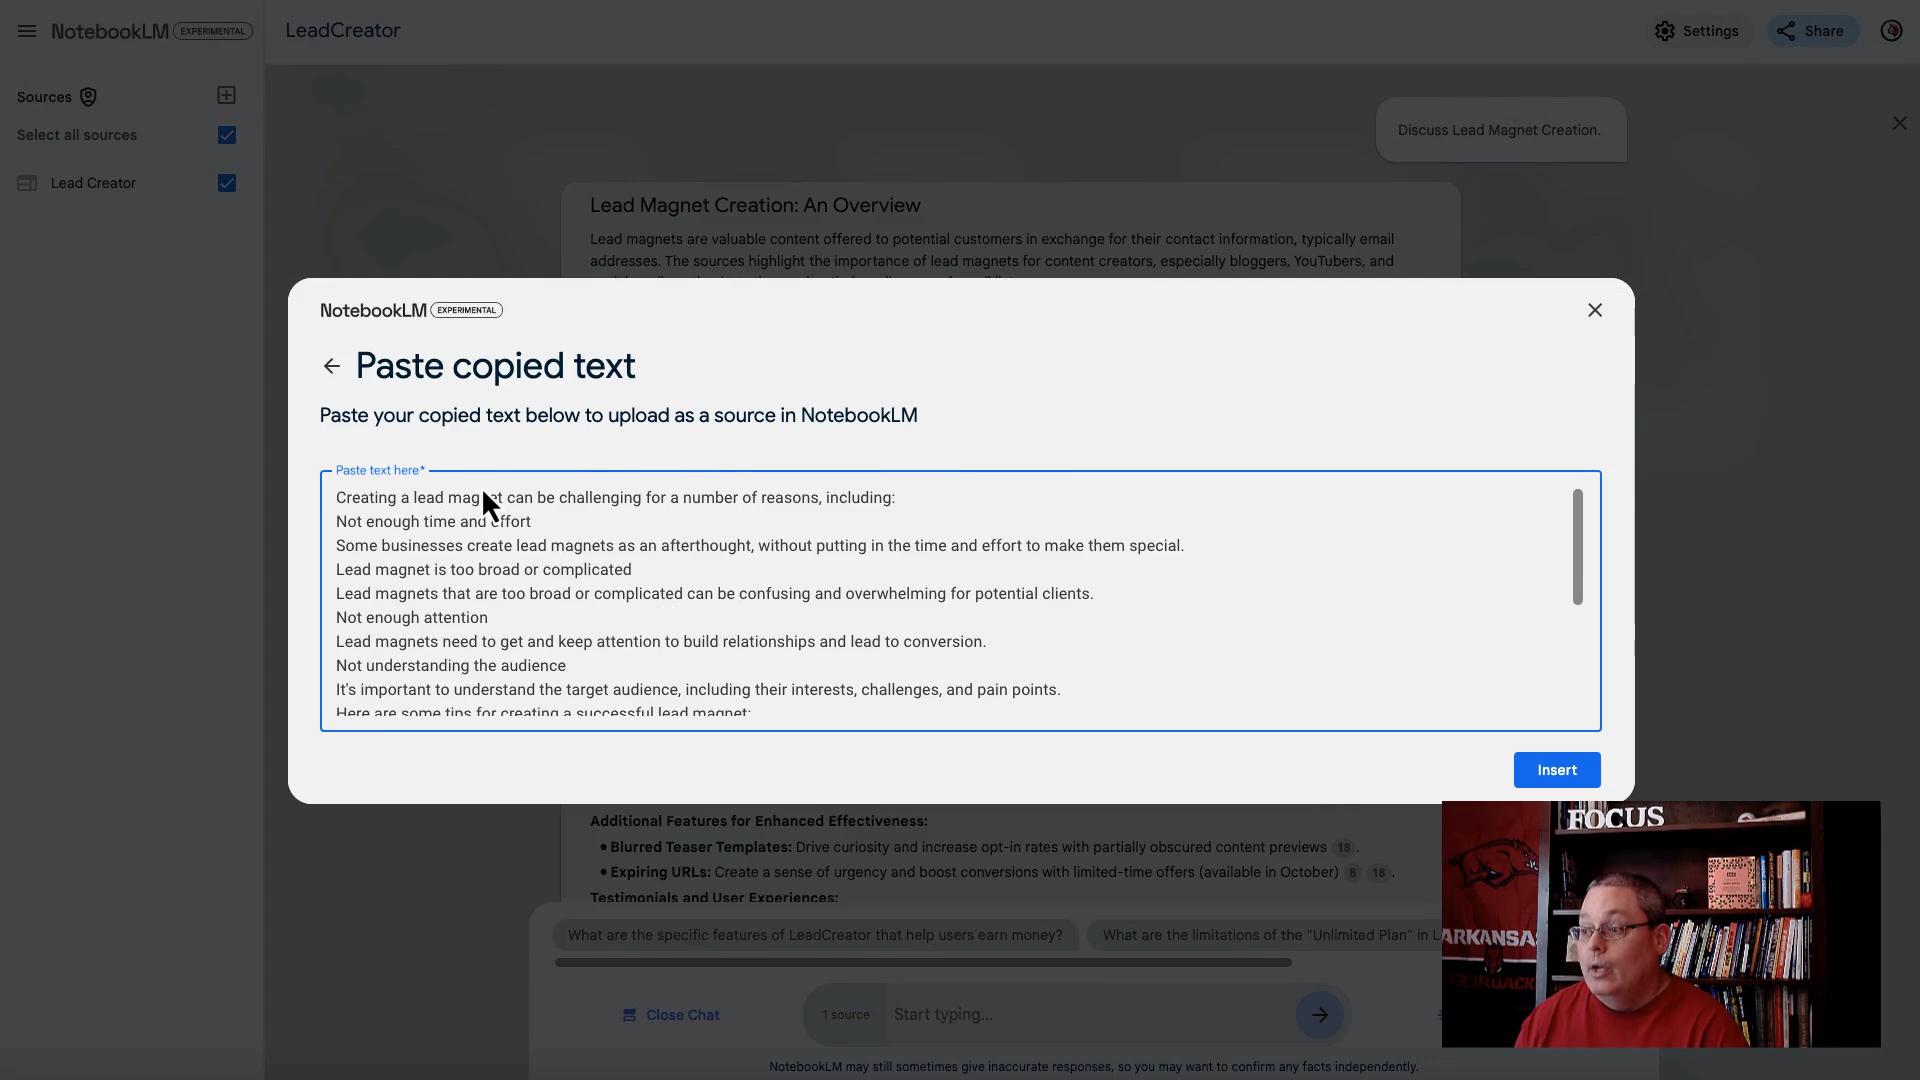 NotebookLM EXPERIMENTAL
LeadCreator
Settings
Share
Sources
Select all sources
Lead Creator
Discuss Lead Magnet Creation.
Lead Magnet Creation: An Overview
Lead magnets are valuable content offered to potential customers in exchange for their contact information, typically email
addresses. The sources highlight the importance of lead magnets for content creators, especially bloggers, YouTubers, and
NotebookLM EXPERIMENTAL
Paste copied text
Paste your copied text below to upload as a source in NotebookLM
Paste text here*
Creating a lead magnet can be challenging for a number of reasons, including:
Not enough time and effort
Some businesses create lead magnets as an afterthought, without putting in the time and effort to make them special.
Lead magnet is too broad or complicated
Lead magnets that are too broad or complicated can be confusing and overwhelming for potential clients.
Not enough attention
Lead magnets need to get and keep attention to build relationships and lead to conversion.
Not understanding the audience
It's important to understand the target audience, including their interests, challenges, and pain points.
Here are some tips for creating a successful lead magnet:
Insert
Additional Features for Enhanced Effectiveness:
• Blurred Teaser Templates: Drive curiosity and increase opt-in rates with partially obscured content previews 18 .
• Expiring URLs: Create a sense of urgency and boost conversions with limited-time offers (available in October) 8 18 .
Testimonials and User Experiences:
What are the specific features of LeadCreator that help users earn money?
What are the limitations of the "Unlimited Plan" in L
Close Chat
1 source
Start typing...
NotebookLM may still sometimes give inaccurate responses, so you may want to confirm any facts independently.
FOCUS
ARKANSA